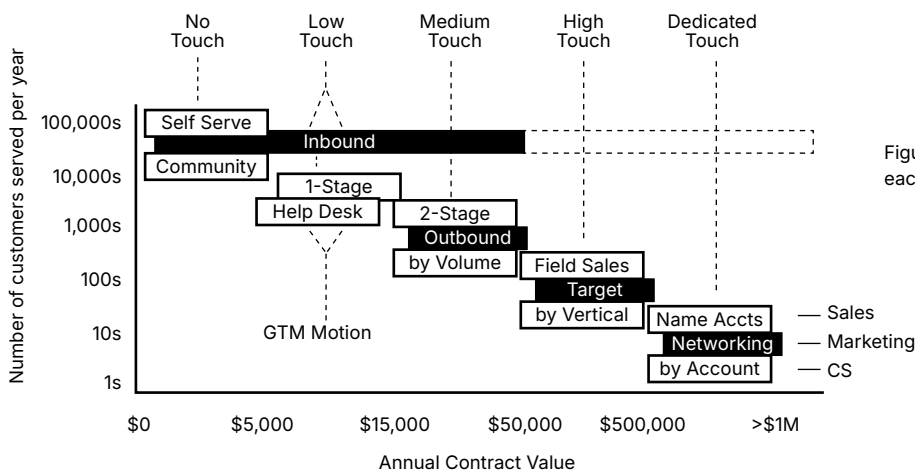 No
Touch
Low
Touch
Medium
Touch
High
Touch
Dedicated
Touch
Number of customers served per year
100,000s
10,000s
1,000s
100s
10s
1s
Self Serve
Inbound
Community
1-Stage
Help Desk
2-Stage
Outbound
by Volume
Field Sales
Target
by Vertical
Name Accts
Networking
by Account
GTM Motion
Sales
Marketing
CS
Figu
each
$0
$5,000
$15,000
$50,000
$500,000
>$1M
Annual Contract Value